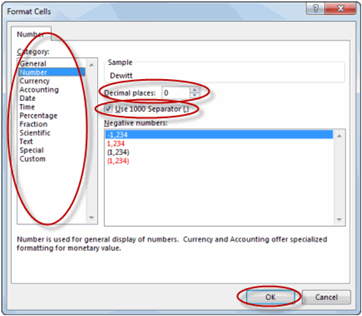 Format Cells
Number
Category:
General
Number
Currency
Accounting
Date
Time
Percentage
Fraction
Scientific
Text
Special
Custom
Sample
Dewitt
Decimal places: 0
Use 1000 Separator (,)
Negative numbers:
-1,234
1,234
(1,234)
(1,234)
Number is used for general display of numbers. Currency and Accounting offer specialized
formatting for monetary value.
OK
Cancel